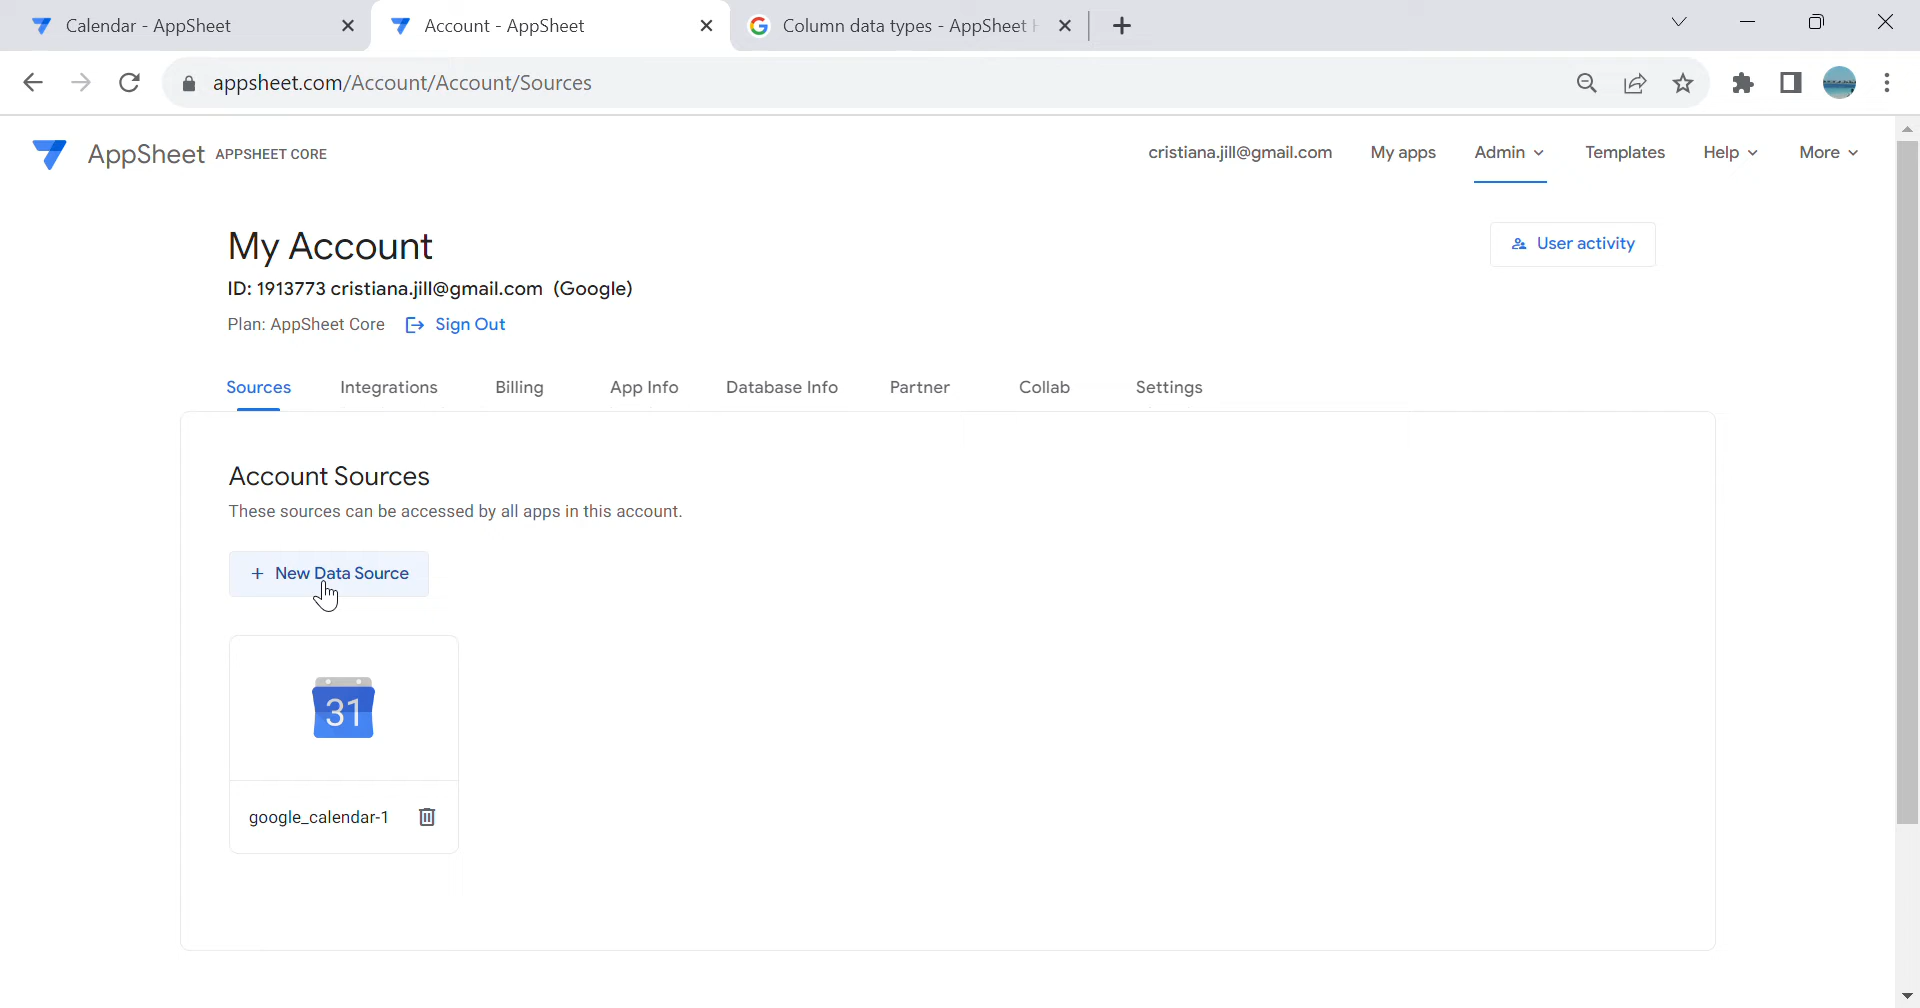 Calendar - AppSheet
Account - AppSheet
Column data types - AppSheet
appsheet.com/Account/Account/Sources
AppSheet APPSHEET CORE
cristiana.jill@gmail.com My apps Admin Templates Help More
My Account
User activity
ID: 1913773 cristiana.jill@gmail.com (Google)
Plan: AppSheet Core Sign Out
Sources Integrations Billing App Info Database Info Partner Collab Settings
Account Sources
These sources can be accessed by all apps in this account.
+ New Data Source
31
google_calendar-1